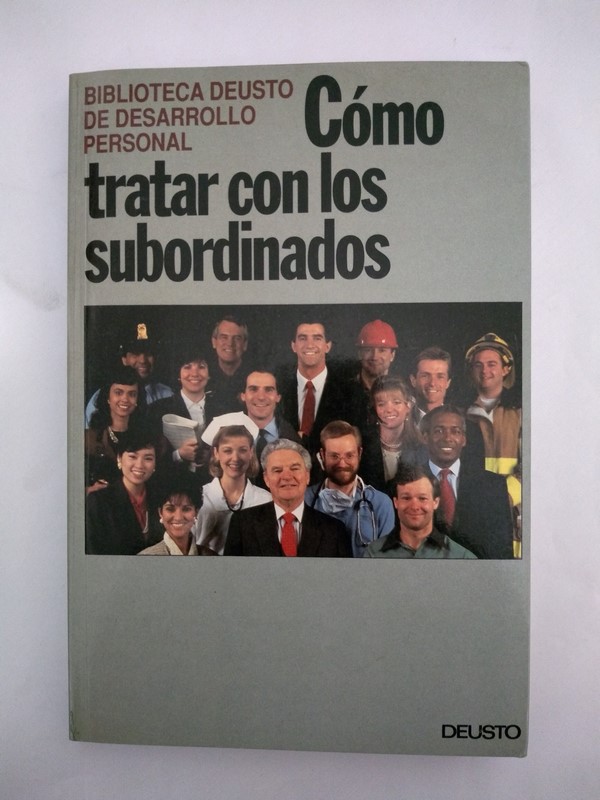 BIBLIOTECA DEUSTO
DE DESARROLLO
PERSONAL
Cómo
tratar con los
subordinados
DEUSTO